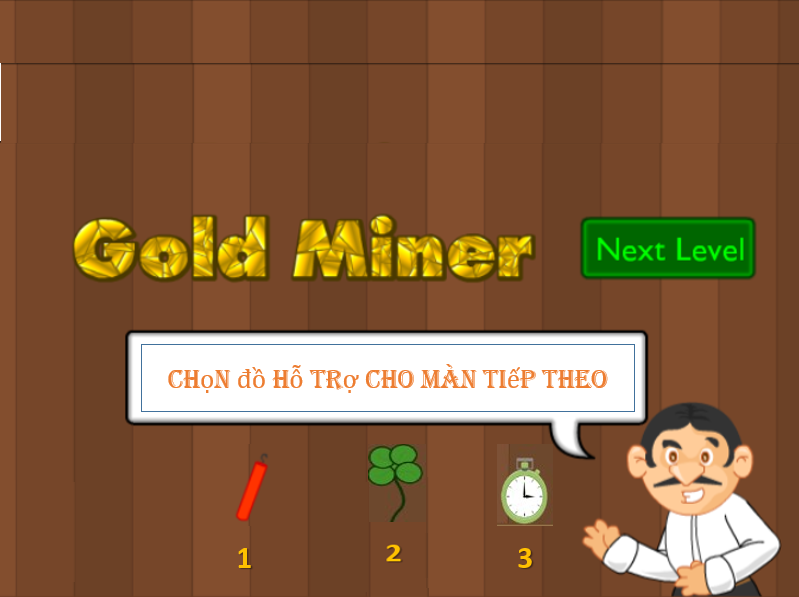 Gold Miner
Next Level
CHọN đồ Hỗ TRợ CHO MÀN TIếP THEO
1
2
3